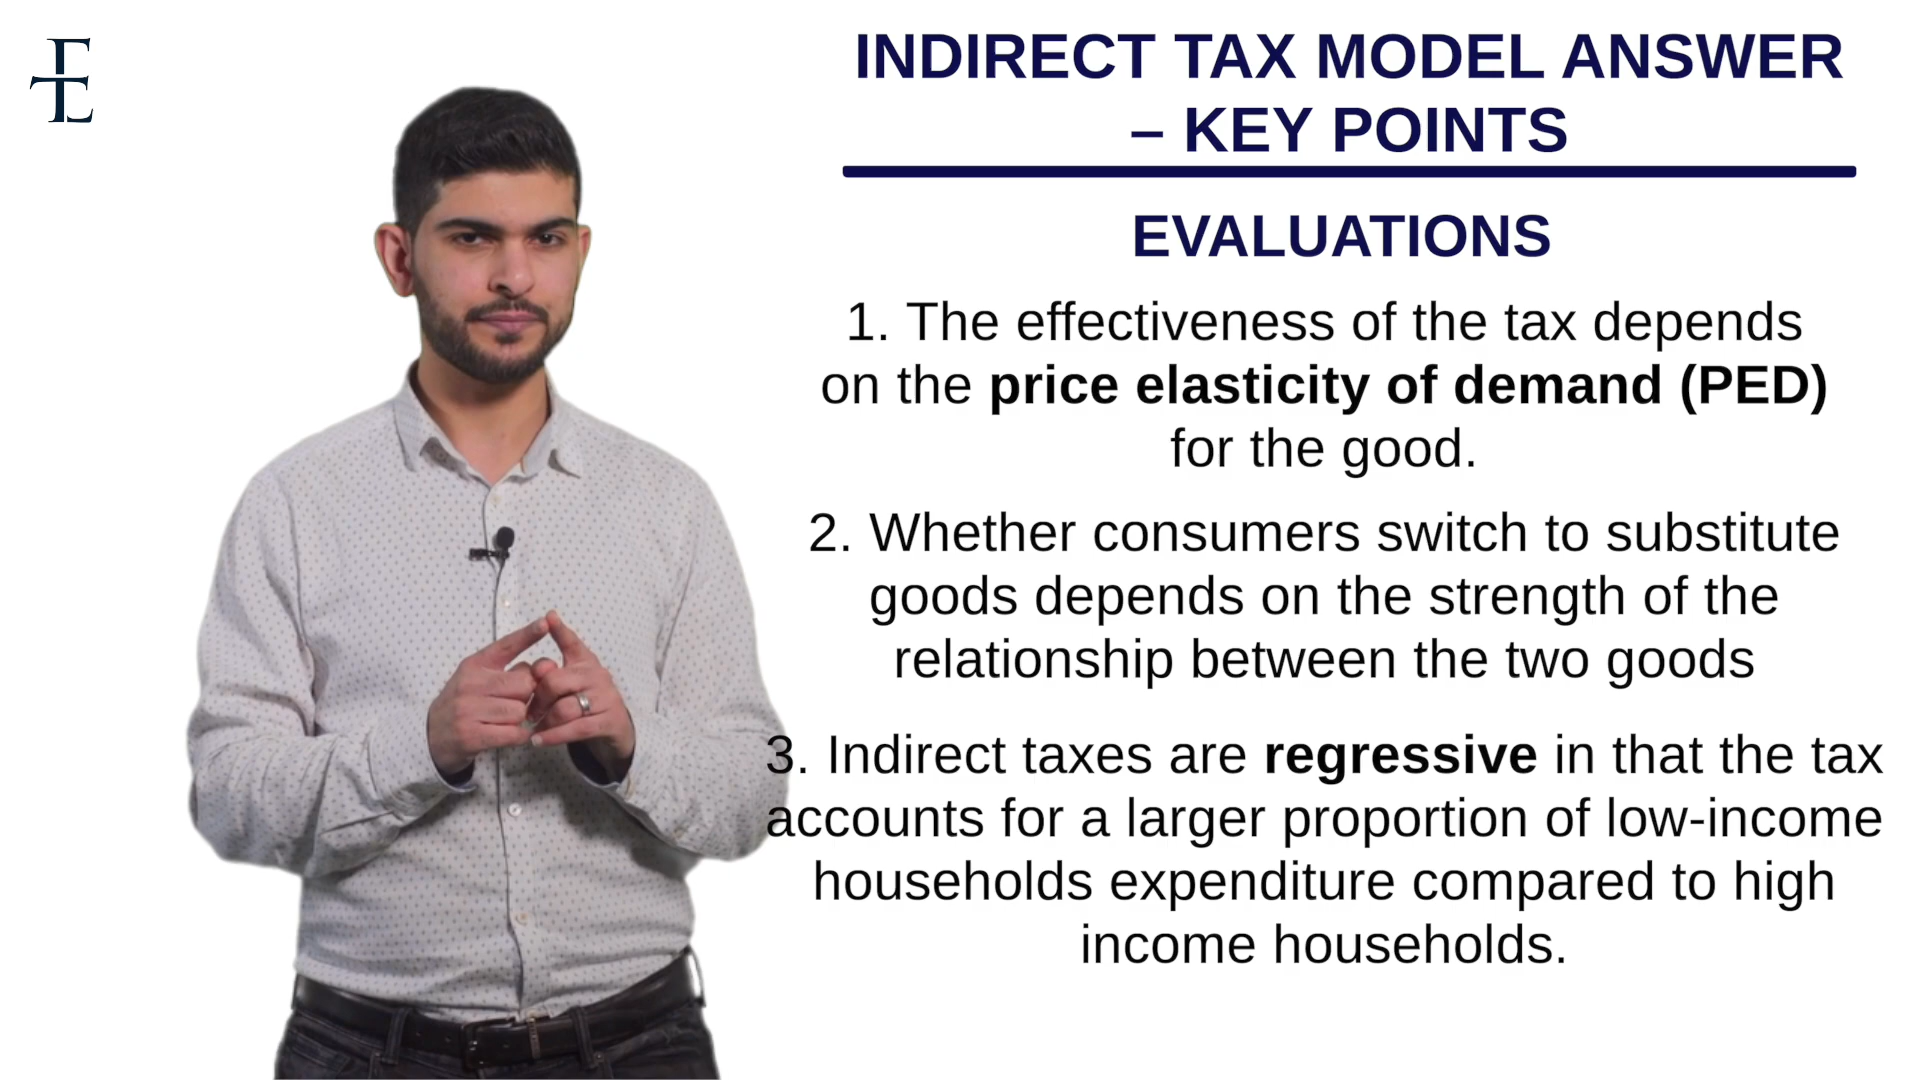 INDIRECT TAX MODEL ANSWER
– KEY POINTS
EVALUATIONS
1. The effectiveness of the tax depends
on the price elasticity of demand (PED)
for the good.
2. Whether consumers switch to substitute
goods depends on the strength of the
relationship between the two goods
3. Indirect taxes are regressive in that the tax
accounts for a larger proportion of low-income
households expenditure compared to high
income households.